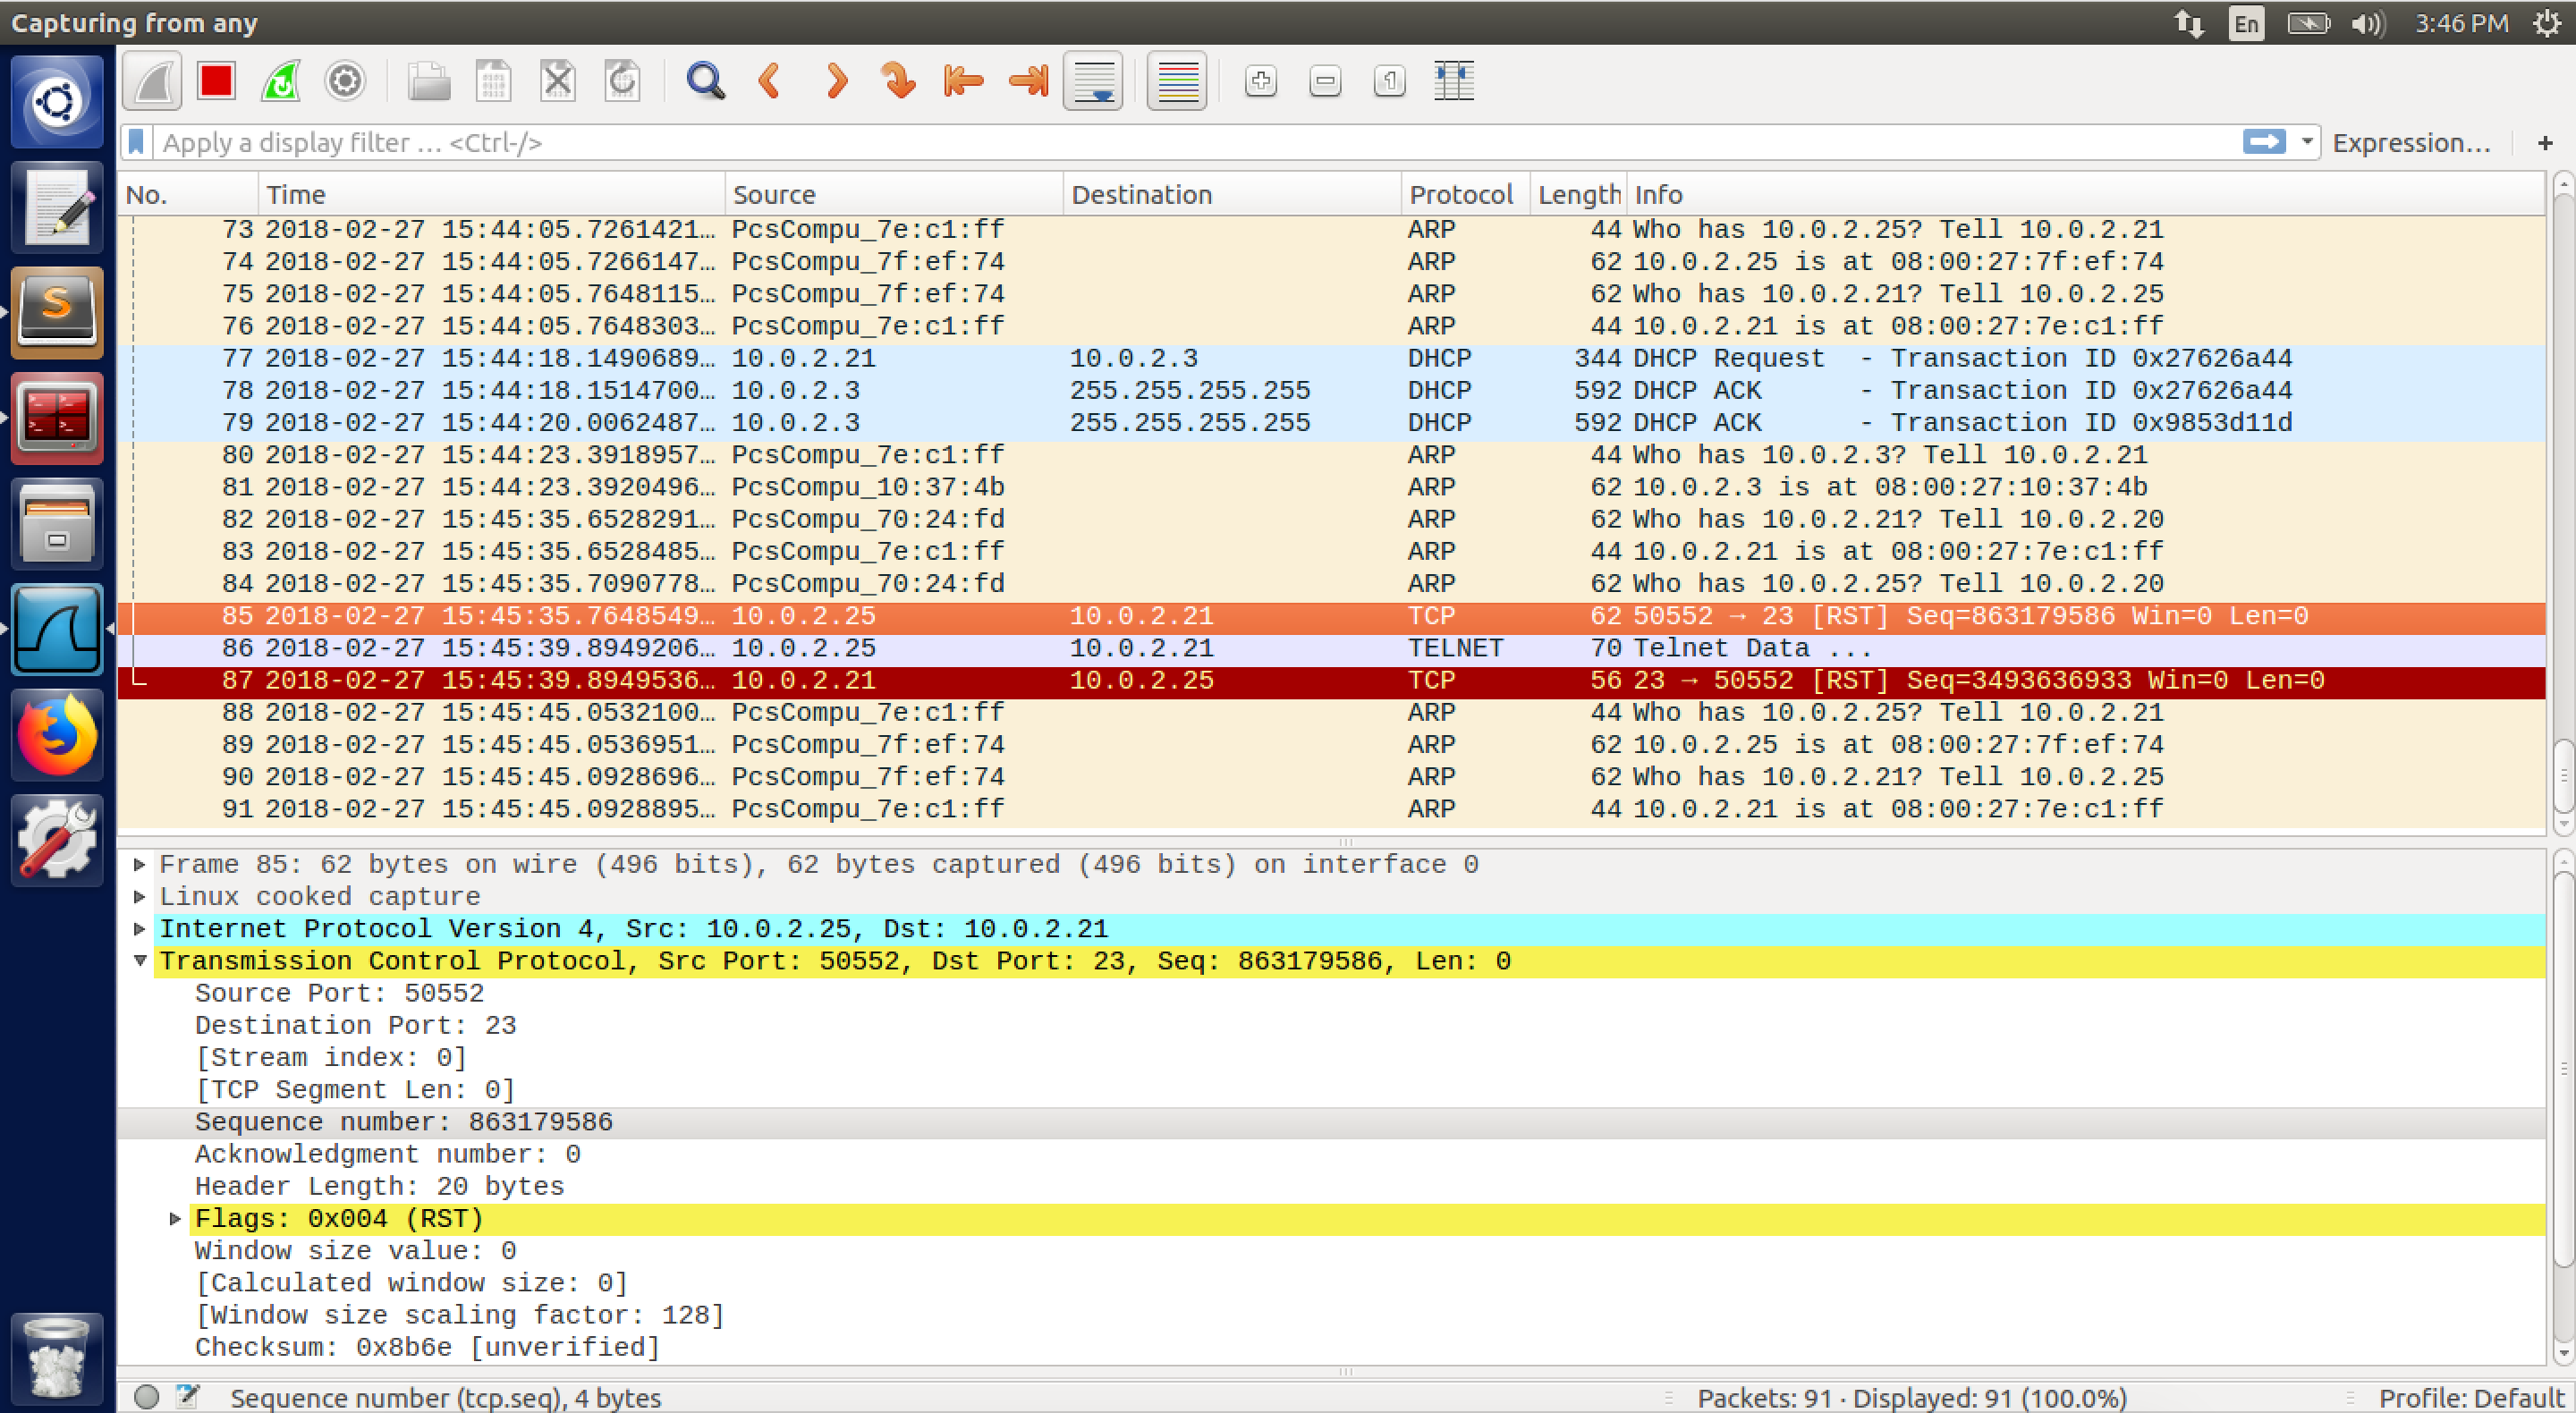 Capturing from any
En
3:46 PM
Apply a display filter … <Ctrl-/>
Expression…
+
No. Time Source Destination Protocol Length Info
73 2018-02-27 15:44:05.7261421… PcsCompu_7e:c1:ff ARP 44 Who has 10.0.2.25? Tell 10.0.2.21
74 2018-02-27 15:44:05.7266147… PcsCompu_7f:ef:74 ARP 62 10.0.2.25 is at 08:00:27:7f:ef:74
75 2018-02-27 15:44:05.7648115… PcsCompu_7f:ef:74 ARP 62 Who has 10.0.2.21? Tell 10.0.2.25
76 2018-02-27 15:44:05.7648303… PcsCompu_7e:c1:ff ARP 44 10.0.2.21 is at 08:00:27:7e:c1:ff
77 2018-02-27 15:44:18.1490689… 10.0.2.21 10.0.2.3 DHCP 344 DHCP Request - Transaction ID 0x27626a44
78 2018-02-27 15:44:18.1514700… 10.0.2.3 255.255.255.255 DHCP 592 DHCP ACK - Transaction ID 0x27626a44
79 2018-02-27 15:44:20.0062487… 10.0.2.3 255.255.255.255 DHCP 592 DHCP ACK - Transaction ID 0x9853d11d
80 2018-02-27 15:44:23.3918957… PcsCompu_7e:c1:ff ARP 44 Who has 10.0.2.3? Tell 10.0.2.21
81 2018-02-27 15:44:23.3920496… PcsCompu_10:37:4b ARP 62 10.0.2.3 is at 08:00:27:10:37:4b
82 2018-02-27 15:45:35.6528291… PcsCompu_70:24:fd ARP 62 Who has 10.0.2.21? Tell 10.0.2.20
83 2018-02-27 15:45:35.6528485… PcsCompu_7e:c1:ff ARP 44 10.0.2.21 is at 08:00:27:7e:c1:ff
84 2018-02-27 15:45:35.7090778… PcsCompu_70:24:fd ARP 62 Who has 10.0.2.25? Tell 10.0.2.20
85 2018-02-27 15:45:35.7648549… 10.0.2.25 10.0.2.21 TCP 62 50552 → 23 [RST] Seq=863179586 Win=0 Len=0
86 2018-02-27 15:45:39.8949206… 10.0.2.25 10.0.2.21 TELNET 70 Telnet Data ...
87 2018-02-27 15:45:39.8949536… 10.0.2.21 10.0.2.25 TCP 56 23 → 50552 [RST] Seq=3493636933 Win=0 Len=0
88 2018-02-27 15:45:45.0532100… PcsCompu_7e:c1:ff ARP 44 Who has 10.0.2.25? Tell 10.0.2.21
89 2018-02-27 15:45:45.0536951… PcsCompu_7f:ef:74 ARP 62 10.0.2.25 is at 08:00:27:7f:ef:74
90 2018-02-27 15:45:45.0928696… PcsCompu_7f:ef:74 ARP 62 Who has 10.0.2.21? Tell 10.0.2.25
91 2018-02-27 15:45:45.0928895… PcsCompu_7e:c1:ff ARP 44 10.0.2.21 is at 08:00:27:7e:c1:ff
Frame 85: 62 bytes on wire (496 bits), 62 bytes captured (496 bits) on interface 0
Linux cooked capture
Internet Protocol Version 4, Src: 10.0.2.25, Dst: 10.0.2.21
Transmission Control Protocol, Src Port: 50552, Dst Port: 23, Seq: 863179586, Len: 0
Source Port: 50552
Destination Port: 23
[Stream index: 0]
[TCP Segment Len: 0]
Sequence number: 863179586
Acknowledgment number: 0
Header Length: 20 bytes
Flags: 0x004 (RST)
Window size value: 0
[Calculated window size: 0]
[Window size scaling factor: 128]
Checksum: 0x8b6e [unverified]
Sequence number (tcp.seq), 4 bytes
Packets: 91 · Displayed: 91 (100.0%)
Profile: Default